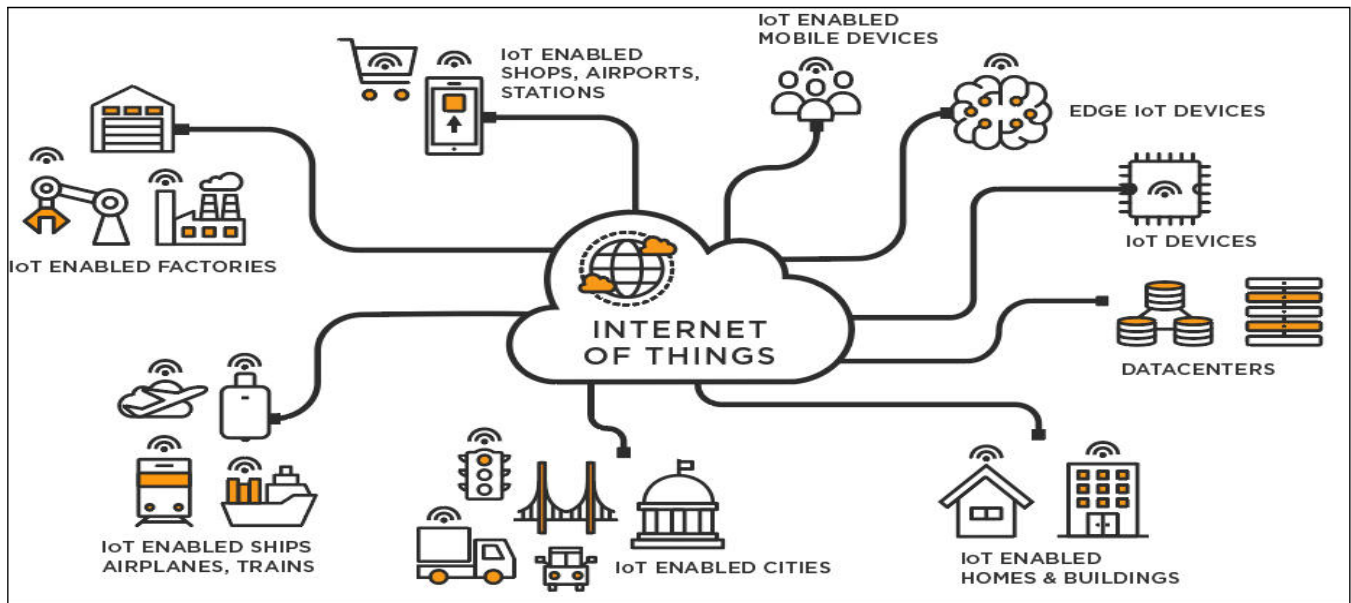 IoT ENABLED
SHOPS, AIRPORTS,
STATIONS
IoT ENABLED
MOBILE DEVICES
EDGE IoT DEVICES
IoT DEVICES
IoT ENABLED FACTORIES
INTERNET
OF THINGS
DATACENTERS
IoT ENABLED SHIPS
AIRPLANES, TRAINS
IoT ENABLED CITIES
IoT ENABLED
HOMES & BUILDINGS